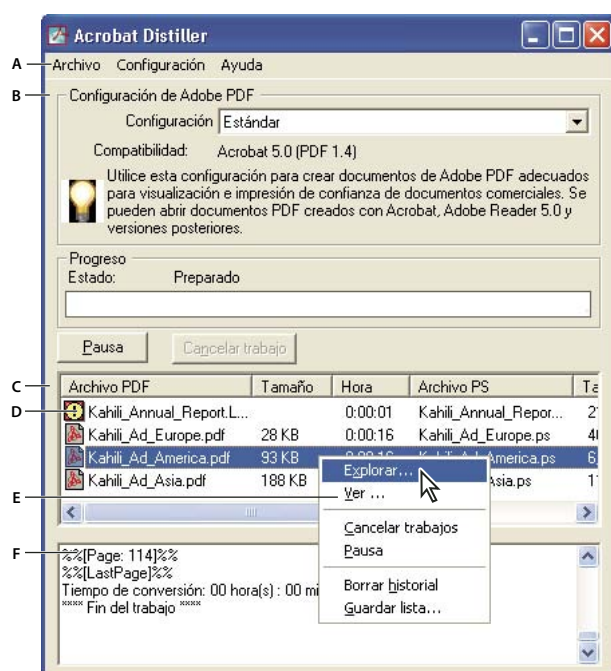 Acrobat Distiller
A
Archivo Configuración Ayuda
B
Configuración de Adobe PDF
Configuración Estándar
Compatibilidad: Acrobat 5.0 (PDF 1.4)
Utilice esta configuración para crear documentos de Adobe PDF adecuados
para visualización e impresión de confianza de documentos comerciales. Se
pueden abrir documentos PDF creados con Acrobat, Adobe Reader 5.0 y
versiones posteriores.
Progreso
Estado: Preparado
Pausa Cancelar trabajo
C
Archivo PDF Tamaño Hora Archivo PS Ta
D
Kahili_Annual_Report.L... 0:00:01 Kahili_Annual_Repor... 2
Kahili_Ad_Europe.pdf 28 KB 0:00:16 Kahili_Ad_Europe.ps
Kahili_Ad_America.pdf 93 KB America.ps 6
Kahili_Ad_Asia.pdf 188 KB Asia.ps 1
Explorar...
E
Ver ...
Cancelar trabajos
Pausa
Borrar historial
Guardar lista...
F
%%[Page: 114]%%
%%[LastPage]%%
Tiempo de conversión: 00 hora(s) : 00 mi
**** Fin del trabajo ****